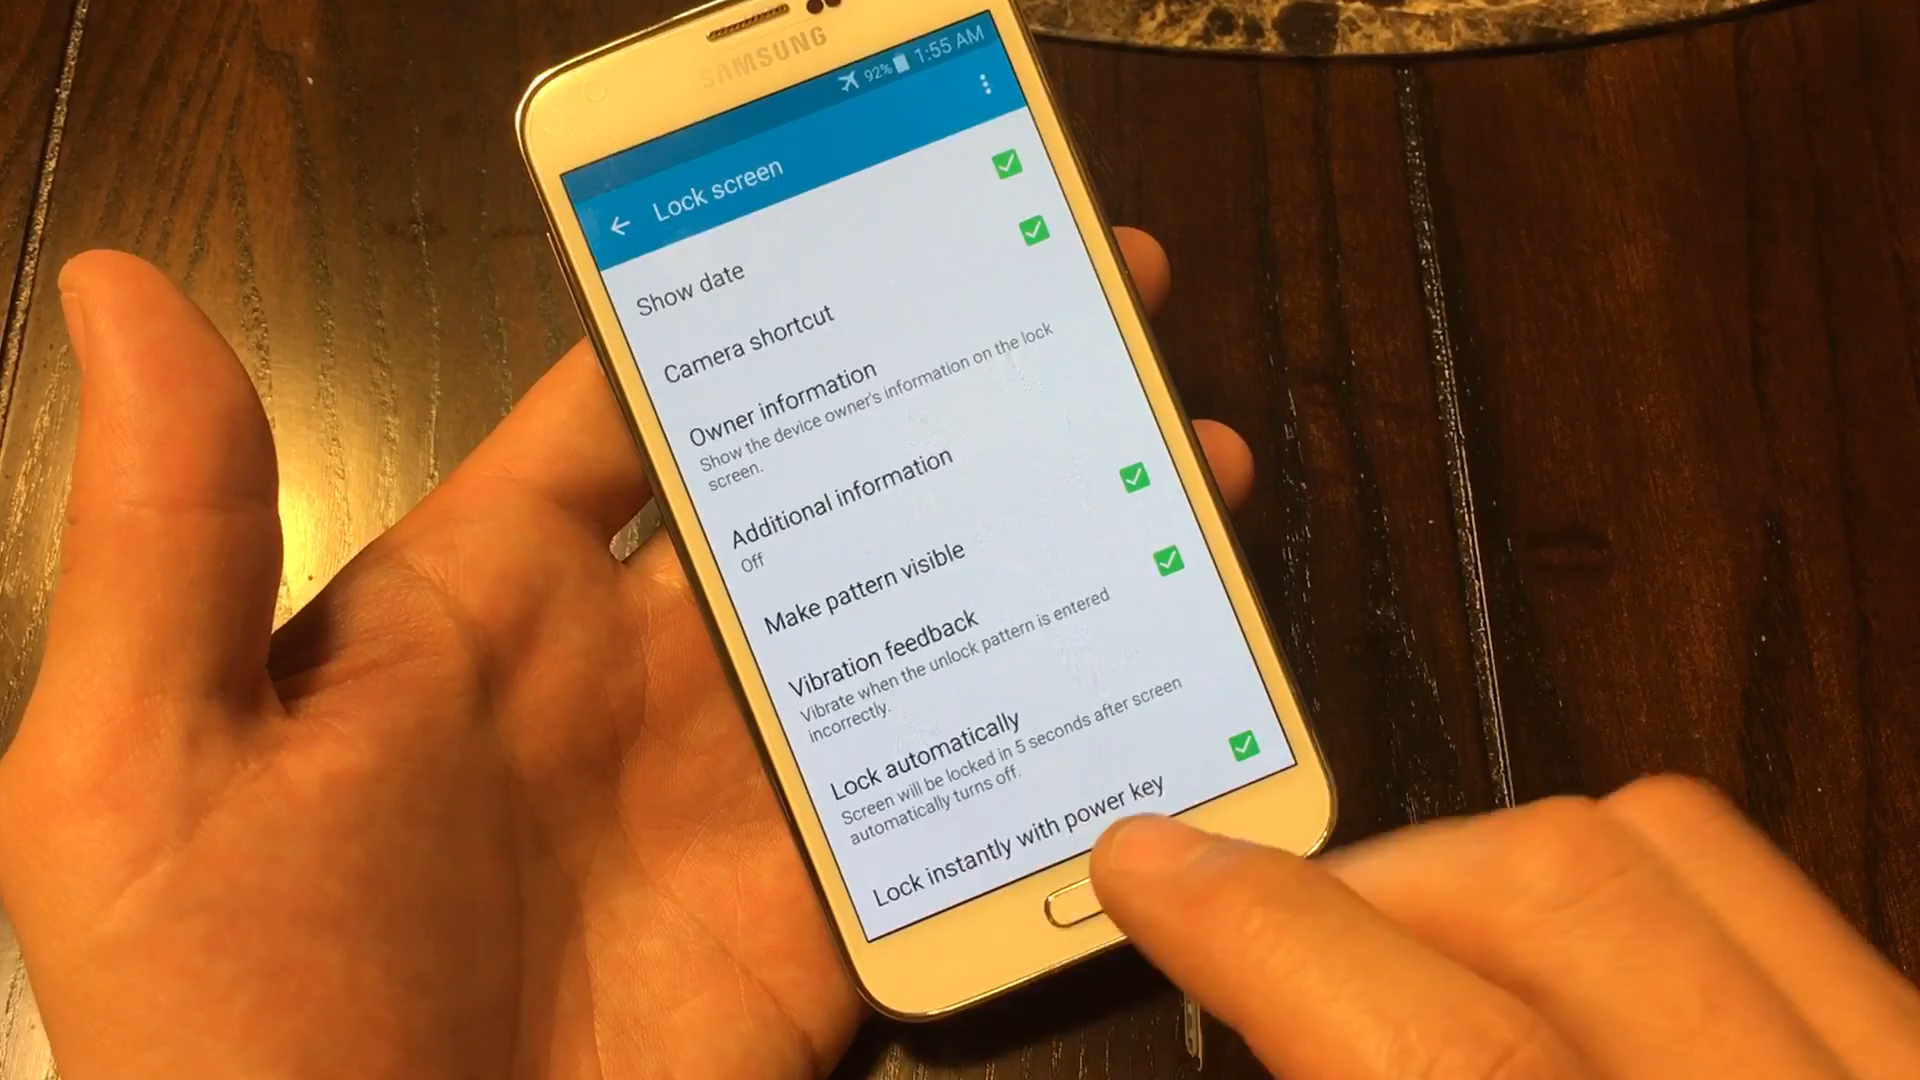 SAMSUNG
92% 1:55 AM
Lock screen
Show date
Camera shortcut
Owner information
Show the device owner's information on the lock
screen.
Additional information
Off
Make pattern visible
Vibration feedback
Vibrate when the unlock pattern is entered
incorrectly.
Lock automatically
Screen will be locked in 5 seconds after screen
automatically turns off.
Lock instantly with power key